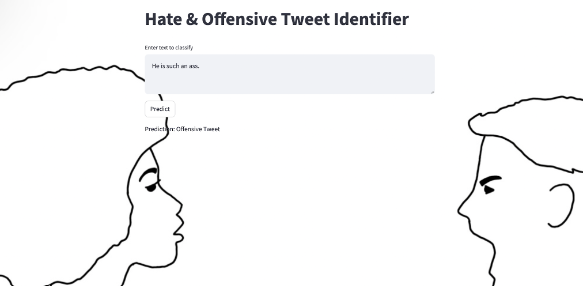 Hate & Offensive Tweet Identifier
Enter text to classify
He is such an ass.
Predict
Prediction: Offensive Tweet